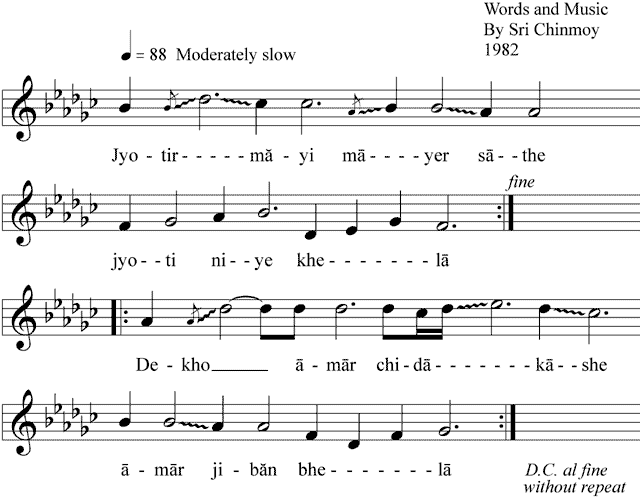 Words and Music
By Sri Chinmoy
1982
♩ = 88 Moderately slow
Jyo - tir - - - - - mă - yi mā - - - - yer sā - - the
fine
jyo - - ti ni - - ye khe - - - - - - - lā
De - kho______ ā - mār chi - dā - - - - - - - - kā - - she
ā - mār ji - băn bhe - - - - - - lā
D.C. al fine
without repeat